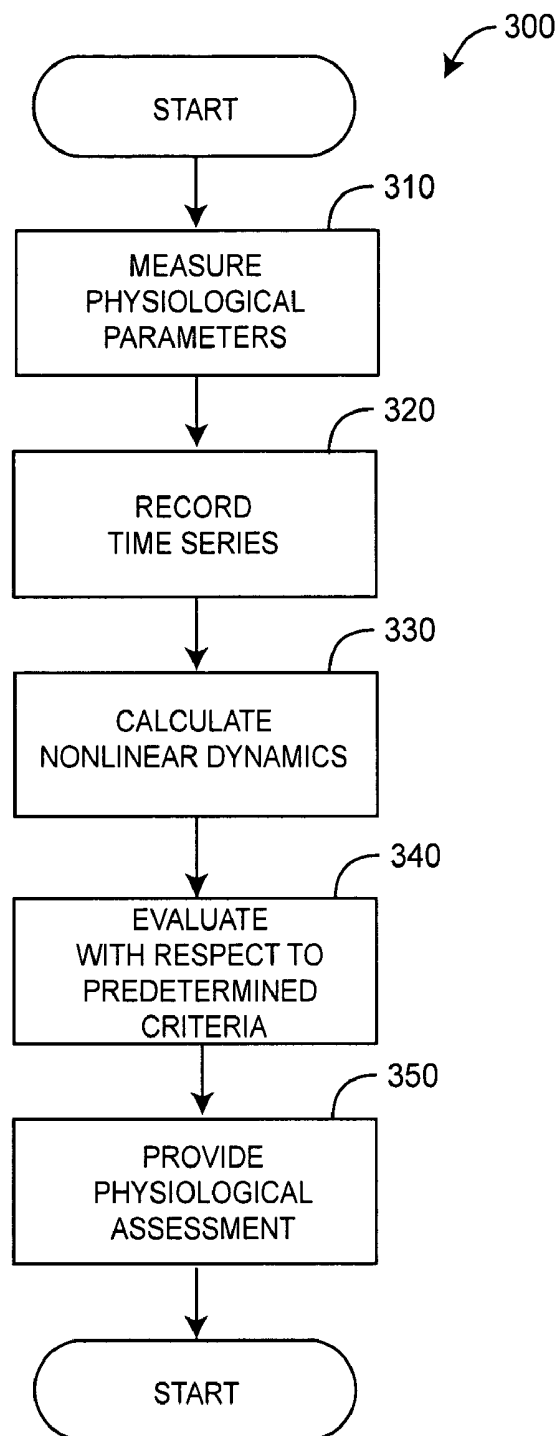 300
START
310
MEASURE
PHYSIOLOGICAL
PARAMETERS
320
RECORD
TIME SERIES
330
CALCULATE
NONLINEAR DYNAMICS
340
EVALUATE
WITH RESPECT TO
PREDETERMINED
CRITERIA
350
PROVIDE
PHYSIOLOGICAL
ASSESSMENT
START